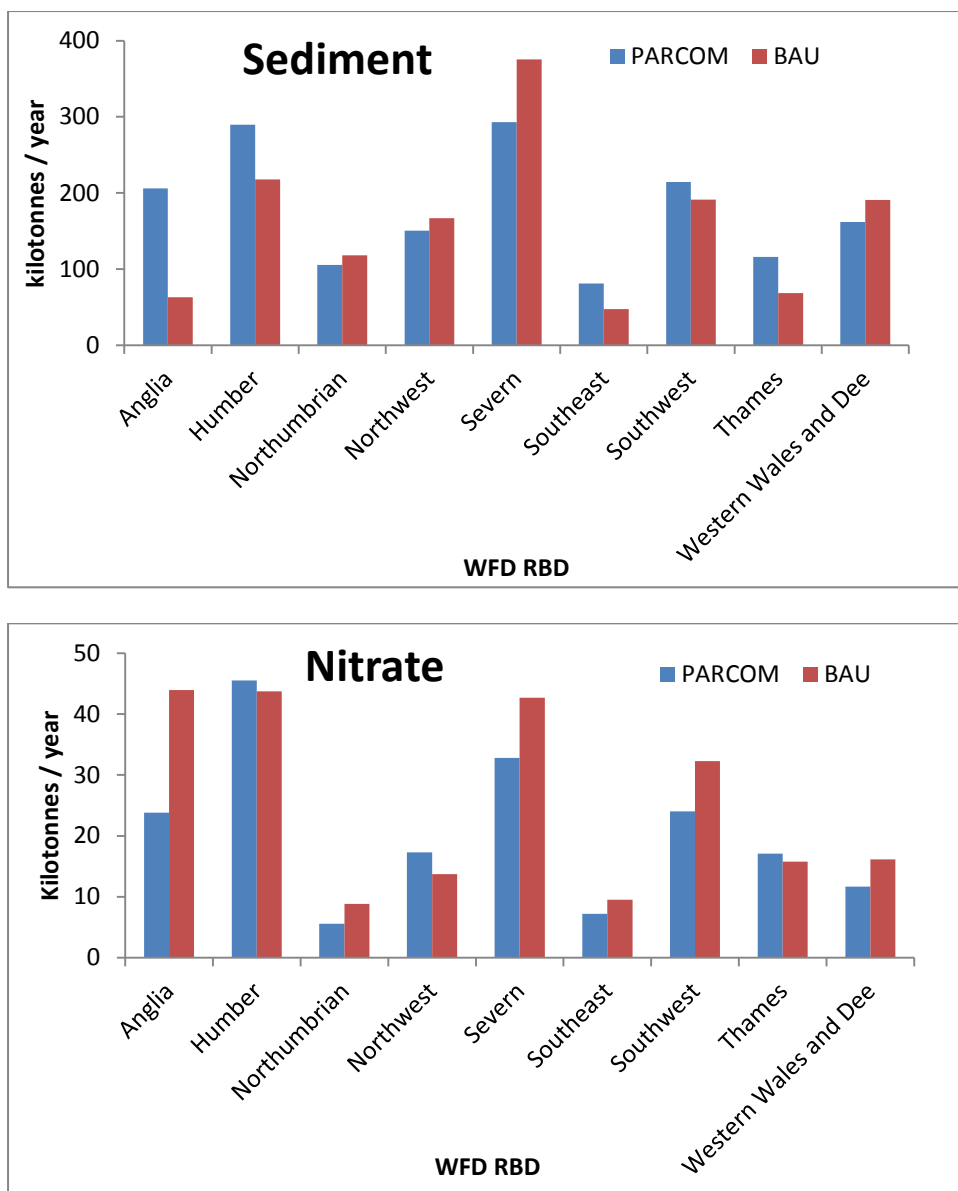 Sediment
PARCOM BAU
kilotonnes / year
400
300
200
100
0
Anglia
Humber
Northumbrian
Northwest
Severn
Southeast
Southwest
Thames
Western Wales and Dee
WFD RBD
Nitrate
PARCOM BAU
Kilotonnes / year
50
40
30
20
10
0
Anglia
Humber
Northumbrian
Northwest
Severn
Southeast
Southwest
Thames
Western Wales and Dee
WFD RBD